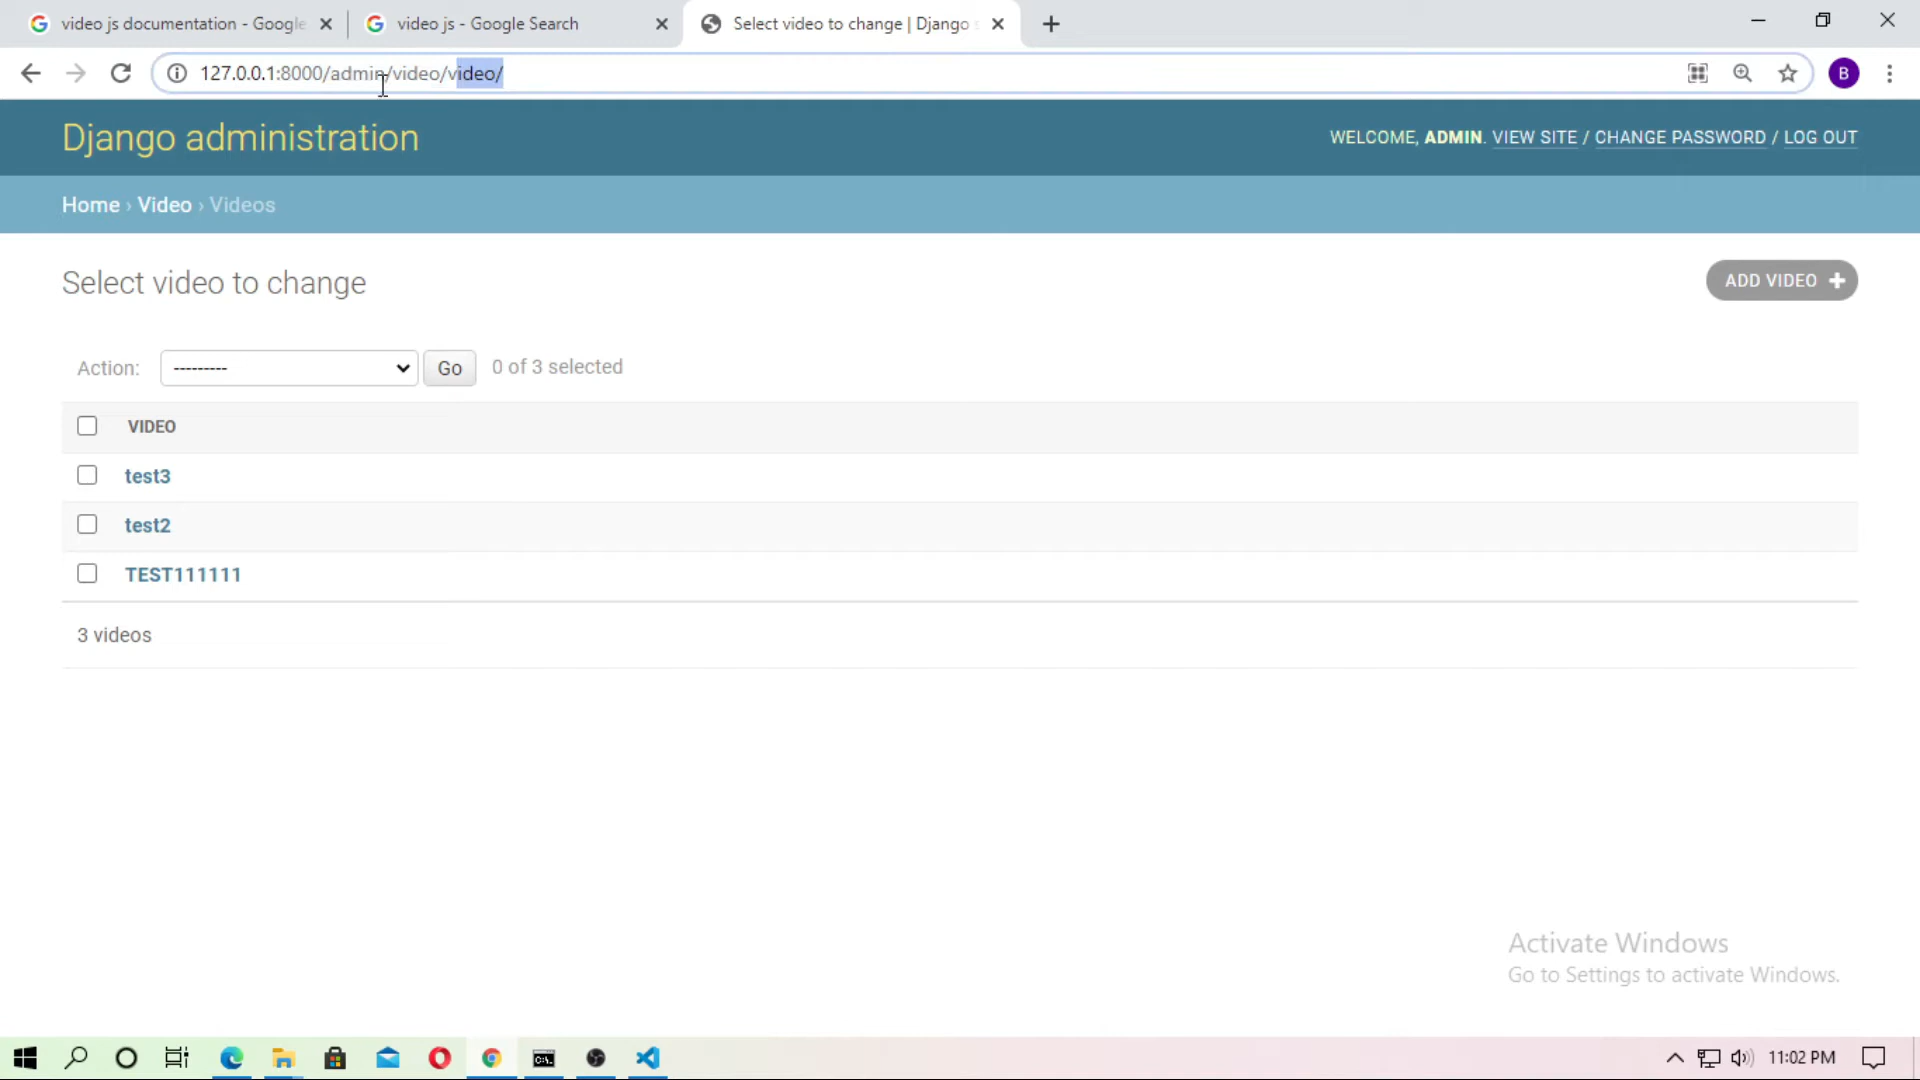 video js documentation - Google
video js - Google Search
Select video to change | Django s
127.0.0.1:8000/admin/video/video/
B
Django administration
WELCOME, ADMIN. VIEW SITE / CHANGE PASSWORD / LOG OUT
Home › Video › Videos
Select video to change
ADD VIDEO +
Action:
---------
Go
0 of 3 selected
VIDEO
test3
test2
TEST111111
3 videos
Activate Windows
Go to Settings to activate Windows.
11:02 PM